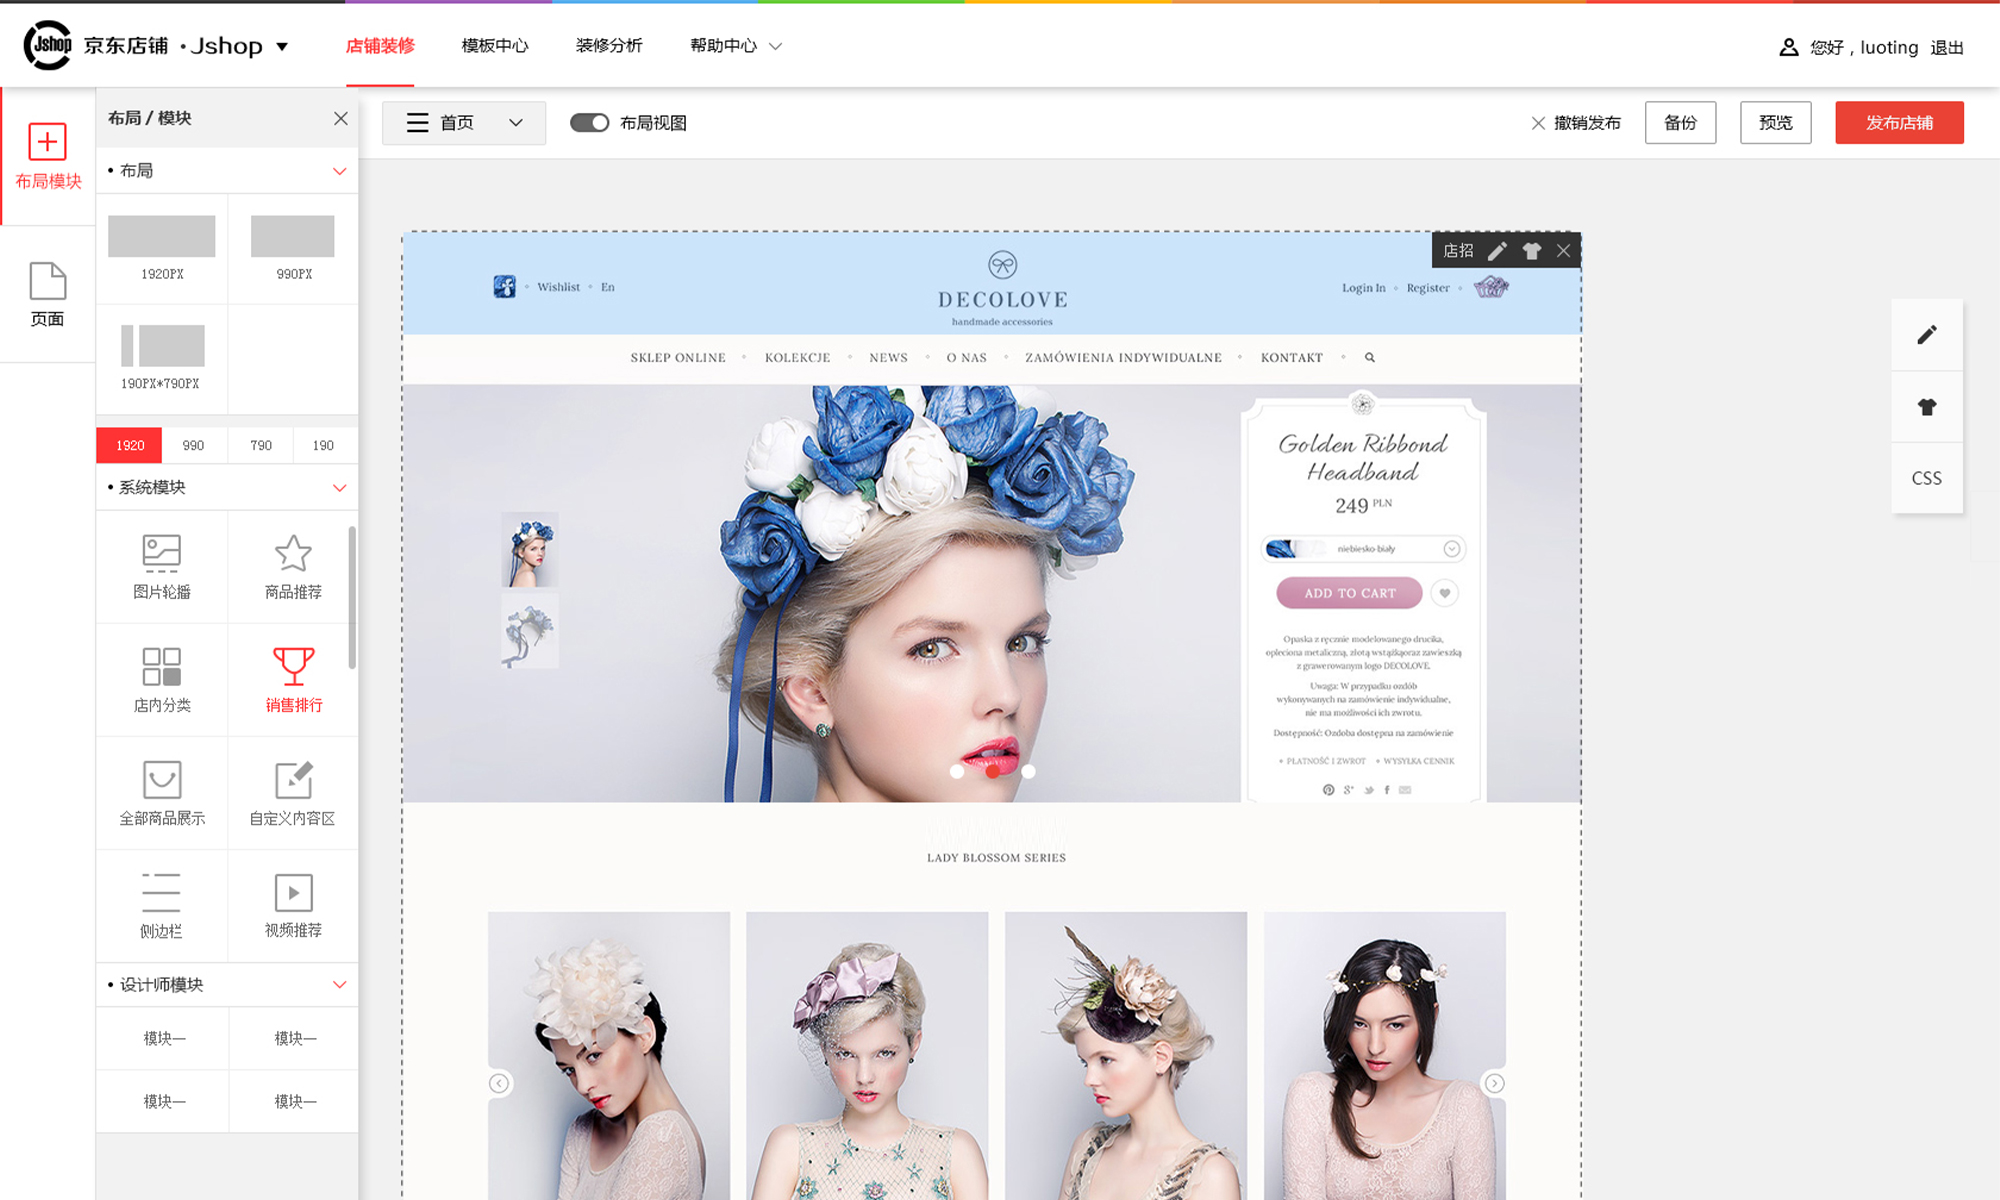 Jshop 京东店铺 · Jshop
店铺装修 模板中心 装修分析 帮助中心
您好，luoting 退出
布局模块
页面
布局 / 模块
• 布局
1920PX 990PX
190PX*790PX
1920 990 790 190
• 系统模块
图片轮播 商品推荐
店内分类 销售排行
全部商品展示 自定义内容区
侧边栏 视频推荐
• 设计师模块
模块一 模块一
模块一 模块一
首页 布局视图
撤销发布 备份 预览 发布店铺
店招
Wishlist • En
DECOLOVE
handmade accessories
Login In • Register •
SKLEP ONLINE • KOLEKCJE • NEWS • O NAS • ZAMÓWIENIA INDYWIDUALNE • KONTAKT •
Golden Ribbond
Headband
249 PLN
niebiesko biały
ADD TO CART
Opaska z ręcznie modelowanego drucika,
opleciona metaliczną, złotą wstążkąoraz zawieszką
z grawerowanym logo DECOLOVE.
Uwaga: W przypadku ozdób
wykonywanych na zamówienie indywidualne,
nie ma możliwości ich zwrotu.
Dostępność: Ozdoba dostępna na zamówienie
• PŁATNOŚĆ I ZWROT • WYSYŁKA CENNIK
LADY BLOSSOM SERIES
CSS